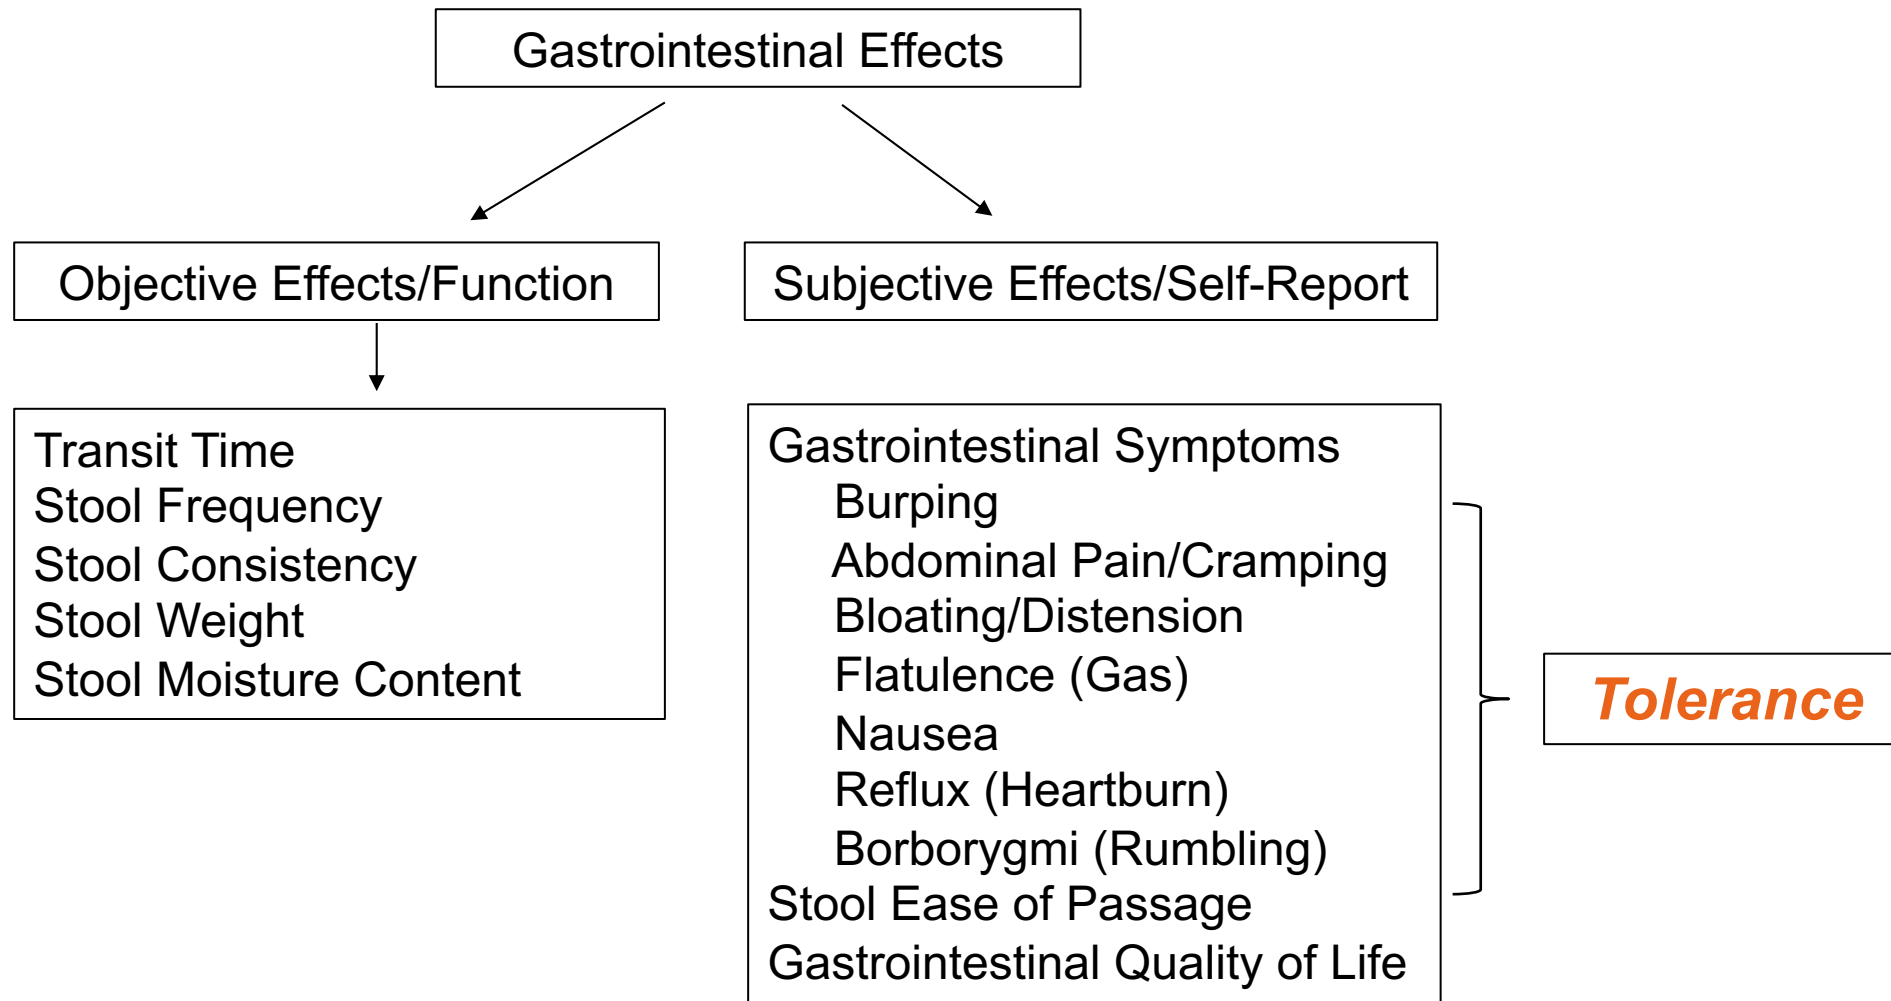 Gastrointestinal Effects
Objective Effects/Function
Subjective Effects/Self-Report
Transit Time
Stool Frequency
Stool Consistency
Stool Weight
Stool Moisture Content
Gastrointestinal Symptoms
Burping
Abdominal Pain/Cramping
Bloating/Distension
Flatulence (Gas)
Nausea
Reflux (Heartburn)
Borborygmi (Rumbling)
Stool Ease of Passage
Gastrointestinal Quality of Life
Tolerance